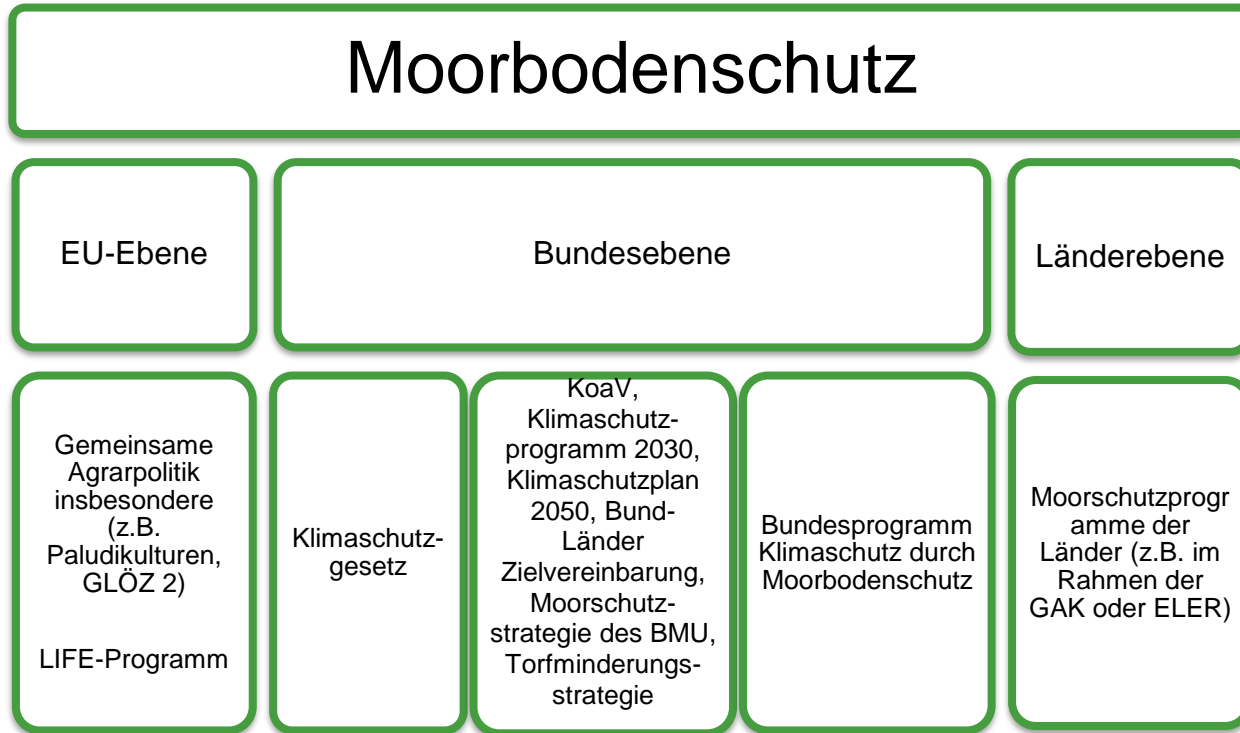 Moorbodenschutz
EU-Ebene
Bundesebene
Länderebene
Gemeinsame
Agrarpolitik
insbesondere
(z.B.
Paludikulturen,
GLÖZ 2)
LIFE-Programm
Klimaschutz-
gesetz
KoaV,
Klimaschutz-
programm 2030,
Klimaschutzplan
2050, Bund-
Länder
Zielvereinbarung,
Moorschutz-
strategie des BMU,
Torfminderungs-
strategie
Bundesprogramm
Klimaschutz durch
Moorbodenschutz
Moorschutzprogr
amme der
Länder (z.B. im
Rahmen der
GAK oder ELER)